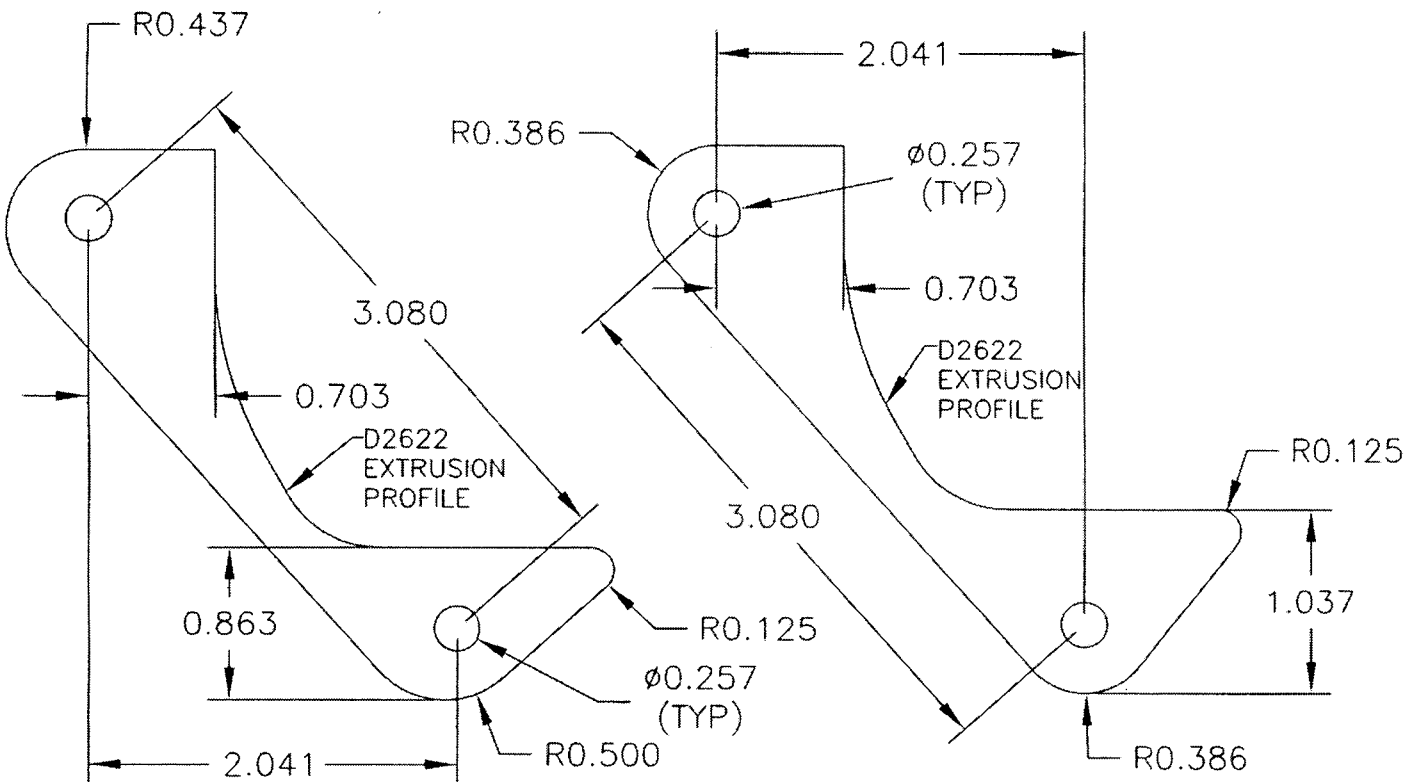 R0.437
3.080
0.703
D2622
EXTRUSION
PROFILE
0.863
R0.125
ø0.257
(TYP)
R0.500
2.041
2.041
R0.386
ø0.257
(TYP)
0.703
D2622
EXTRUSION
PROFILE
R0.125
3.080
1.037
R0.386